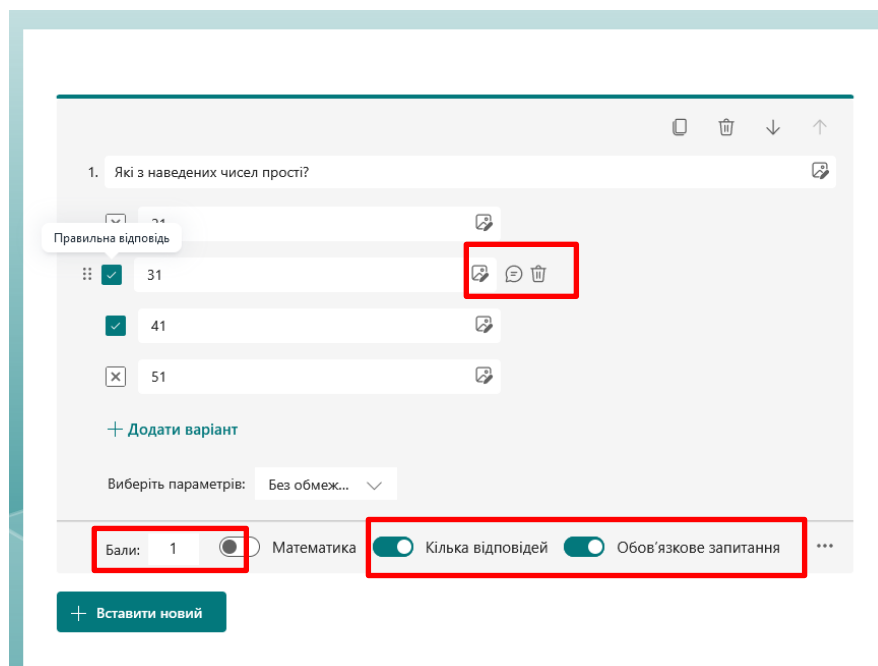 1. Які з наведених чисел прості?
Правильна відповідь
31
41
51
Додати варіант
Виберіть параметрів: Без обмеж...
Бали: 1 Математика Кілька відповідей Обов'язкове запитання
Вставити новий